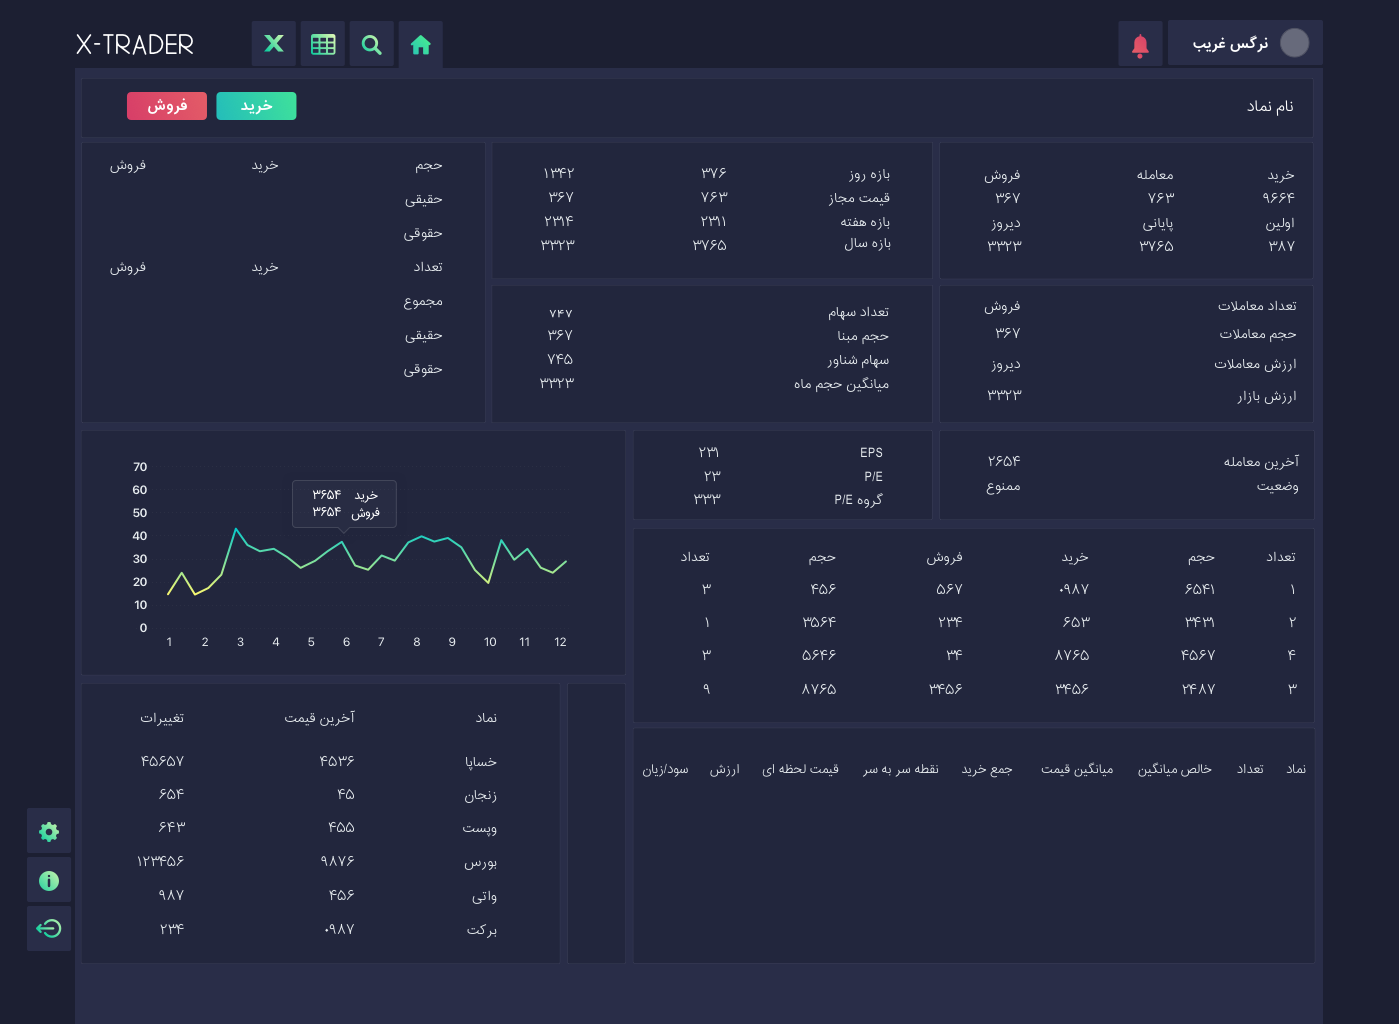 X-TRADER
نرگس غریب
نام نماد
خرید
فروش
خرید معامله فروش
۹۶۶۴ ۷۶۳ ۳۶۷
اولین پایانی دیروز
۳۸۷ ۳۷۶۵ ۳۳۲۳
بازه روز ۳۷۶ ۱۳۴۲
قیمت مجاز ۷۶۳ ۳۶۷
بازه هفته ۲۳۱۱ ۲۳۱۴
بازه سال ۳۷۶۵ ۳۳۲۳
حجم خرید فروش
حقیقی
حقوقی
تعداد خرید فروش
مجموع
حقیقی
حقوقی
تعداد معاملات فروش
حجم معاملات ۳۶۷
ارزش معاملات دیروز
ارزش بازار ۳۳۲۳
تعداد سهام ۷۴۷
حجم مبنا ۳۶۷
سهام شناور ۷۴۵
میانگین حجم ماه ۳۳۲۳
آخرین معامله ۲۶۵۴
وضعیت ممنوع
EPS ۲۳۱
P/E ۲۳
گروه P/E ۳۳۳
70
60
50
40
30
20
10
0
خرید ۳۶۵۴
فروش ۳۶۵۴
1 2 3 4 5 6 7 8 9 10 11 12
تعداد حجم خرید فروش حجم تعداد
۱ ۶۵۴۱ ۰۹۸۷ ۵۶۷ ۴۵۶ ۳
۲ ۳۴۳۱ ۶۵۳ ۲۳۴ ۳۵۶۴ ۱
۴ ۴۵۶۷ ۸۷۶۵ ۳۴ ۵۶۴۶ ۳
۳ ۲۴۸۷ ۳۴۵۶ ۳۴۵۶ ۸۷۶۵ ۹
نماد تعداد خالص میانگین میانگین قیمت جمع خرید نقطه سر به سر قیمت لحظه ای ارزش سود/زیان
نماد آخرین قیمت تغییرات
خساپا ۴۵۳۶ ۴۵۶۵۷
زنجان ۴۵ ۶۵۴
وپست ۴۵۵ ۶۴۳
بورس ۹۸۷۶ ۱۲۳۴۵۶
واتی ۴۵۶ ۹۸۷
برکت ۰۹۸۷ ۲۳۴